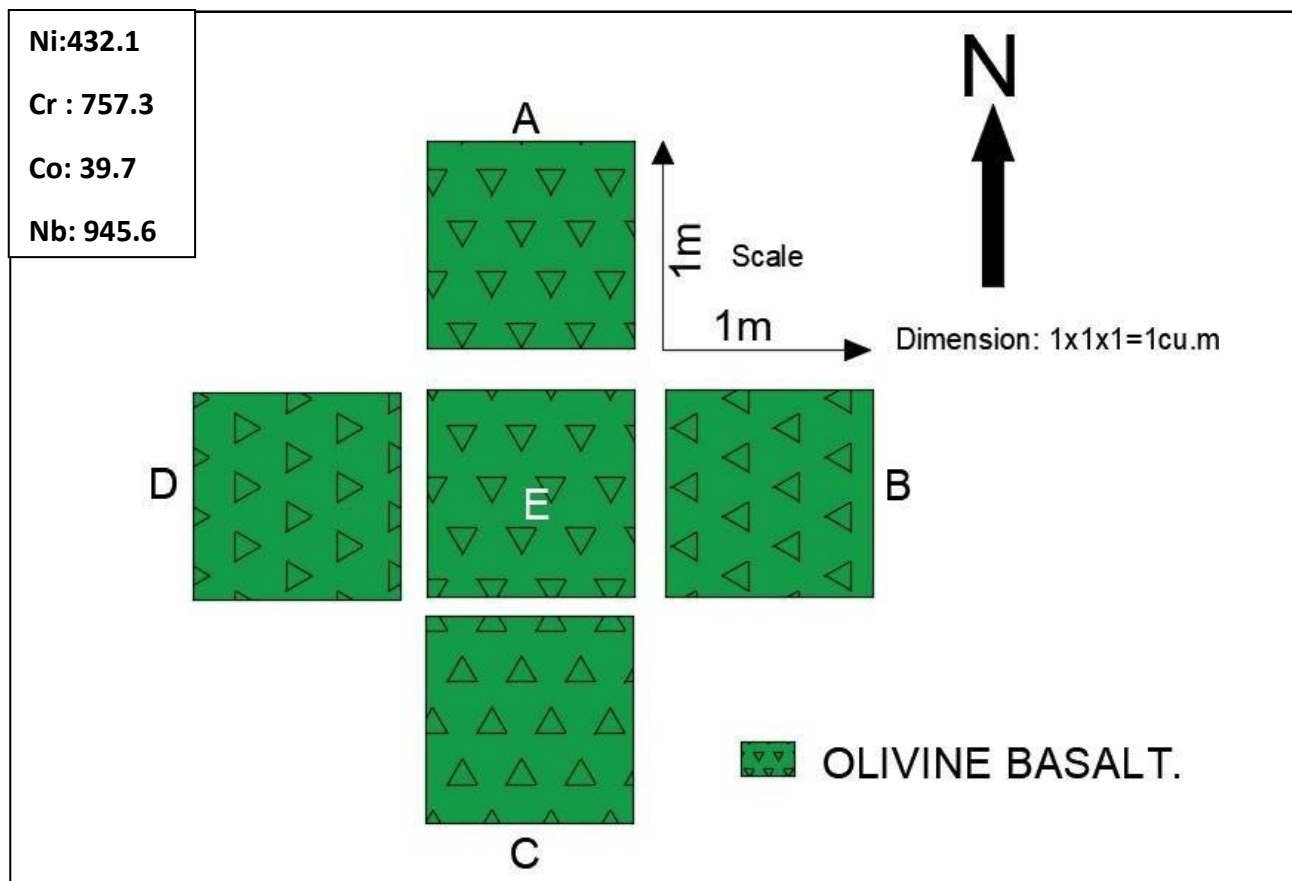 Ni:432.1
Cr : 757.3
Co: 39.7
Nb: 945.6
N
A
1m
Scale
1m
Dimension: 1x1x1=1cu.m
D
E
B
C
OLIVINE BASALT.